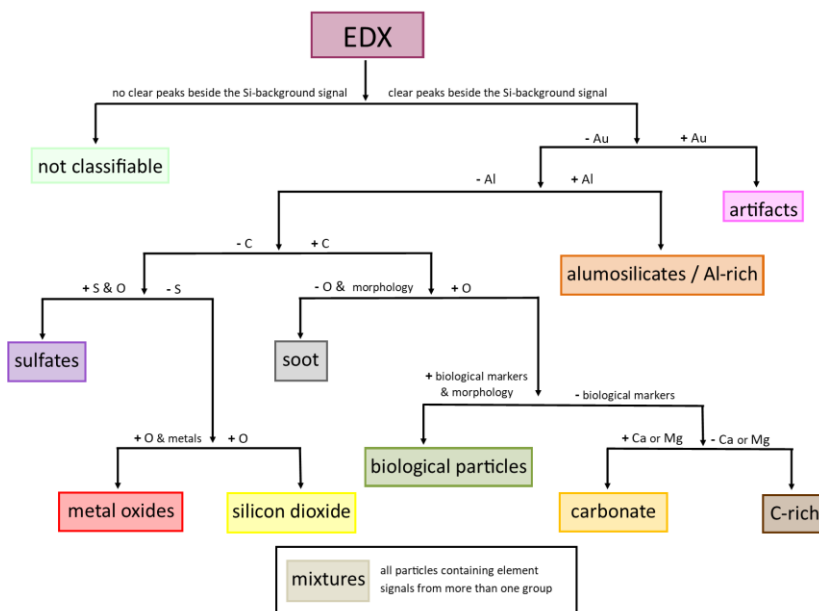 EDX
no clear peaks beside the Si-background signal
clear peaks beside the Si-background signal
- Au
+ Au
not classifiable
- Al
+ Al
artifacts
- C
+ C
alumosilicates / Al-rich
+ S & O
- S
- O & morphology
+ O
sulfates
soot
+ biological markers
& morphology
- biological markers
+ O & metals
+ O
+ Ca or Mg
- Ca or Mg
biological particles
metal oxides
silicon dioxide
carbonate
C-rich
mixtures
all particles containing element
signals from more than one group